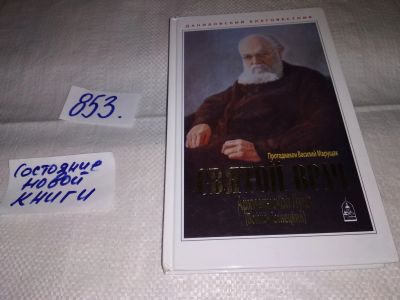 853.
Состояние
новой
книги
ДАНИЛОВСКИЙ БЛАГОВЕСТНИК
Протодиакон Василий Марущак
СВЯТОЙ ВРАЧ